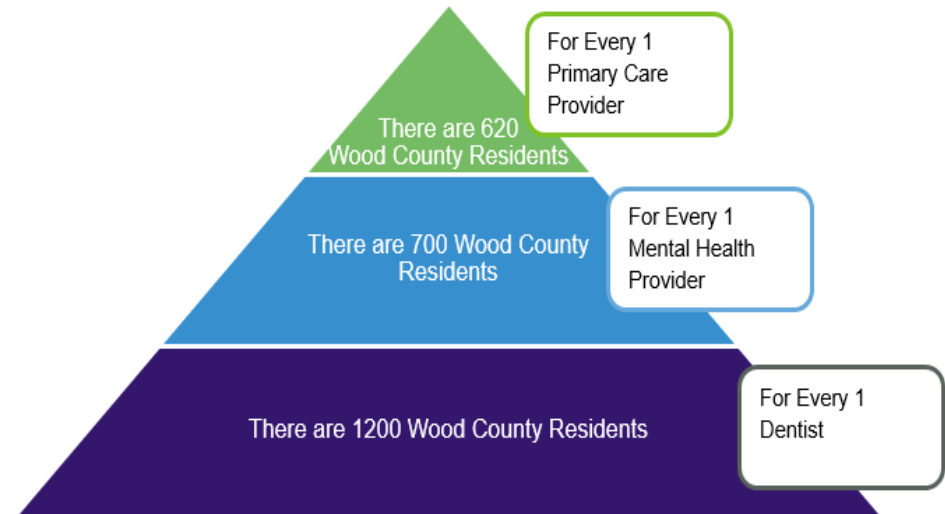 For Every 1
Primary Care
Provider
There are 620
Wood County Residents
For Every 1
Mental Health
Provider
There are 700 Wood County
Residents
For Every 1
Dentist
There are 1200 Wood County Residents